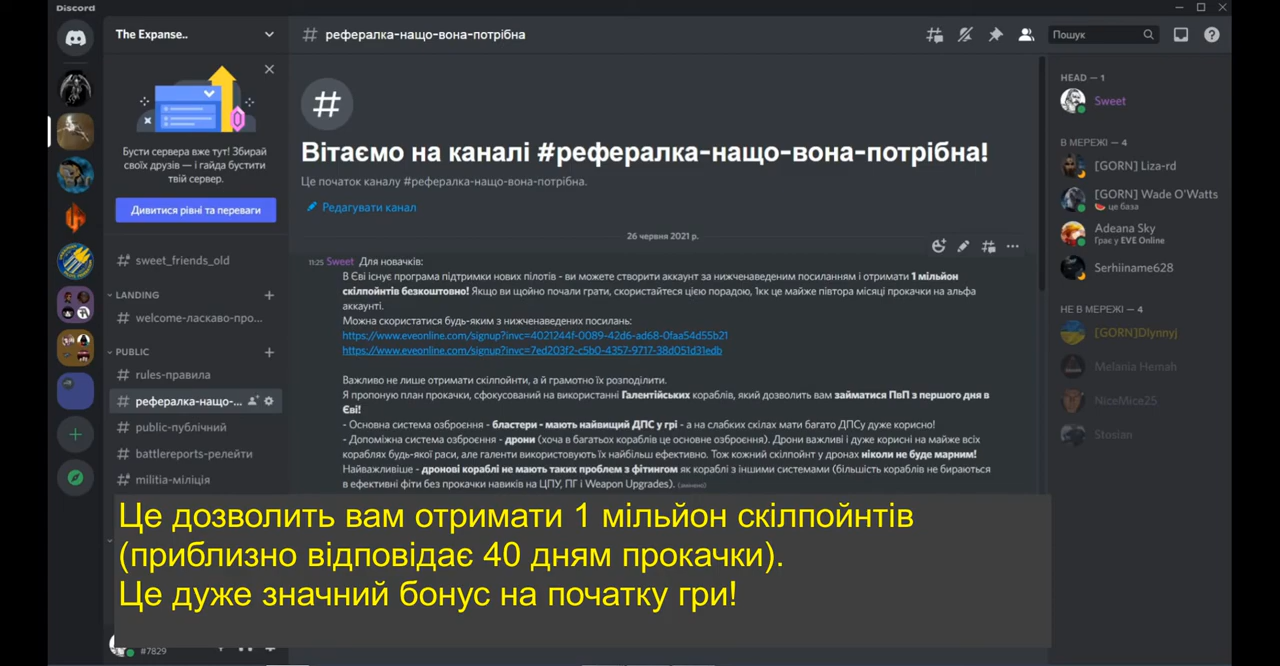 Discord
The Expanse..
рефералка-нащо-вона-потрібна
Пошук
Бусти сервера вже тут! Збирай
своїх друзів — і гайда бустити
твій сервер.
Дивитися рівні та переваги
sweet_friends_old
LANDING
welcome-ласкаво-про...
PUBLIC
rules-правила
рефералка-нащо-...
public-публічний
battlereports-релейти
militia-міліція
#7829
Вітаємо на каналі #рефералка-нащо-вона-потрібна!
Це початок каналу #рефералка-нащо-вона-потрібна.
Редагувати канал
26 червня 2021 р.
11:25 Sweet Для новачків:
В Єві існує програма підтримки нових пілотів - ви можете створити аккаунт за нижченаведеним посиланням і отримати 1 мільйон
скілпойнтів безкоштовно! Якщо ви щойно почали грати, скористайтеся цією порадою, 1кк це майже півтора місяці прокачки на альфа
аккаунті.
Можна скористатися будь-яким з нижченаведених посилань:
https://www.eveonline.com/signup?invc=4021244f-0089-42d6-ad68-0faa54d55b21
https://www.eveonline.com/signup?invc=7ed203f2-c5b0-4357-9717-38d051d31edb
Важливо не лише отримати скілпойнти, а й грамотно їх розподілити.
Я пропоную план прокачки, сфокусований на використанні Галентійських кораблів, який дозволить вам займатися ПвП з першого дня в
Єві!
- Основна система озброєння - бластери - мають найвищий ДПС у грі - а на слабких скілах мати багато ДПСу дуже корисно!
- Допоміжна система озброєння - дрони (хоча в багатьох кораблів це основне озброєння). Дрони важливі і дуже корисні на майже всіх
кораблях будь-якої раси, але галенти використовують їх найбільш ефективно. Тож кожний скілпойнт у дронах ніколи не буде марним!
Найважливіше - дронові кораблі не мають таких проблем з фітингом як кораблі з іншими системами (більшість кораблів не бираються
в ефективні фіти без прокачки навиків на ЦПУ, ПГ і Weapon Upgrades). (змінено)
HEAD — 1
Sweet
В МЕРЕЖІ — 4
[GORN] Liza-rd
[GORN] Wade O'Watts
це база
Adeana Sky
Грає у EVE Online
Serhiiname628
НЕ В МЕРЕЖІ — 4
[GORN]Dlynnyj
Melania Hemah
NiceMice25
Stosian
Це дозволить вам отримати 1 мільйон скілпойнтів
(приблизно відповідає 40 дням прокачки).
Це дуже значний бонус на початку гри!